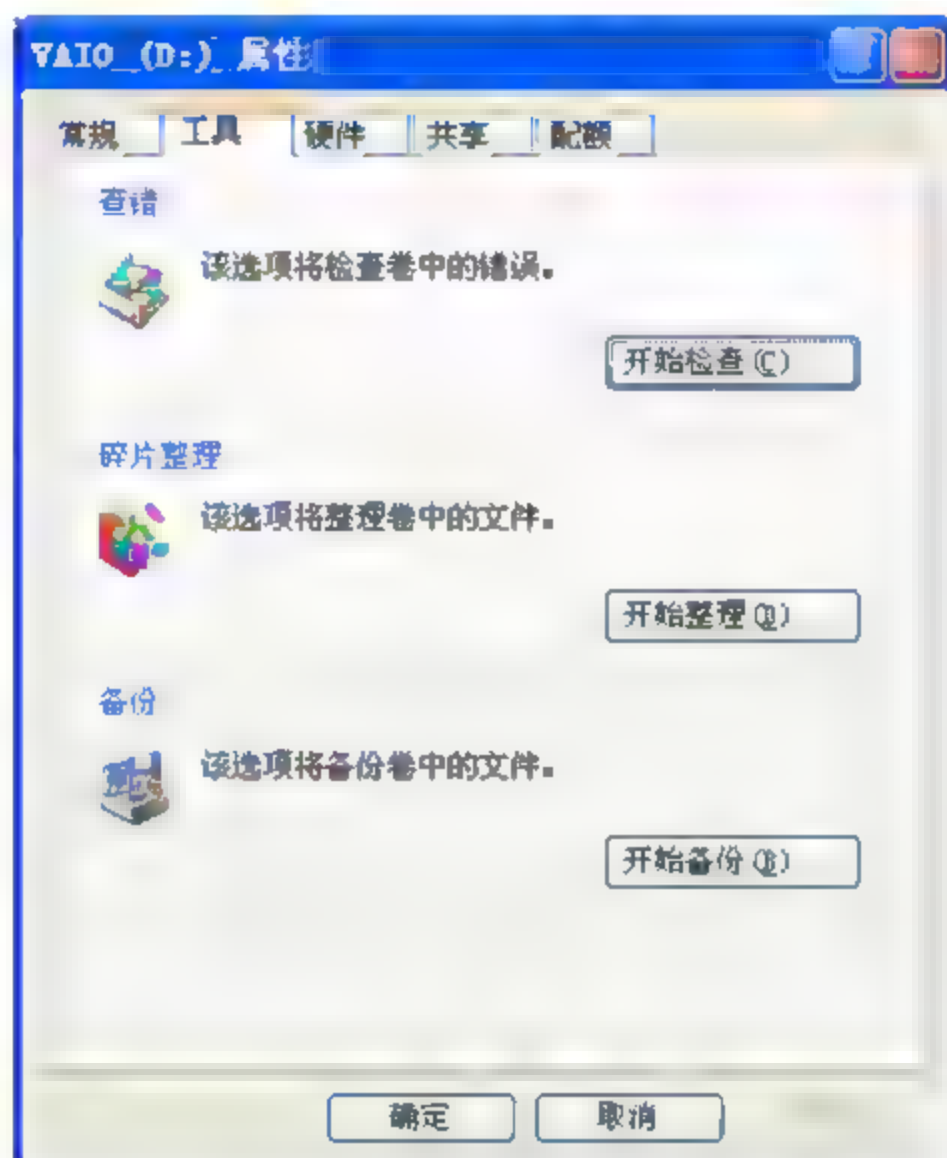 VAIO (D:) 属性
常规 工具 硬件 共享 配额
查错
该选项将检查卷中的错误。
开始检查(C)
碎片整理
该选项将整理卷中的文件。
开始整理(D)
备份
该选项将备份卷中的文件。
开始备份(B)
确定 取消